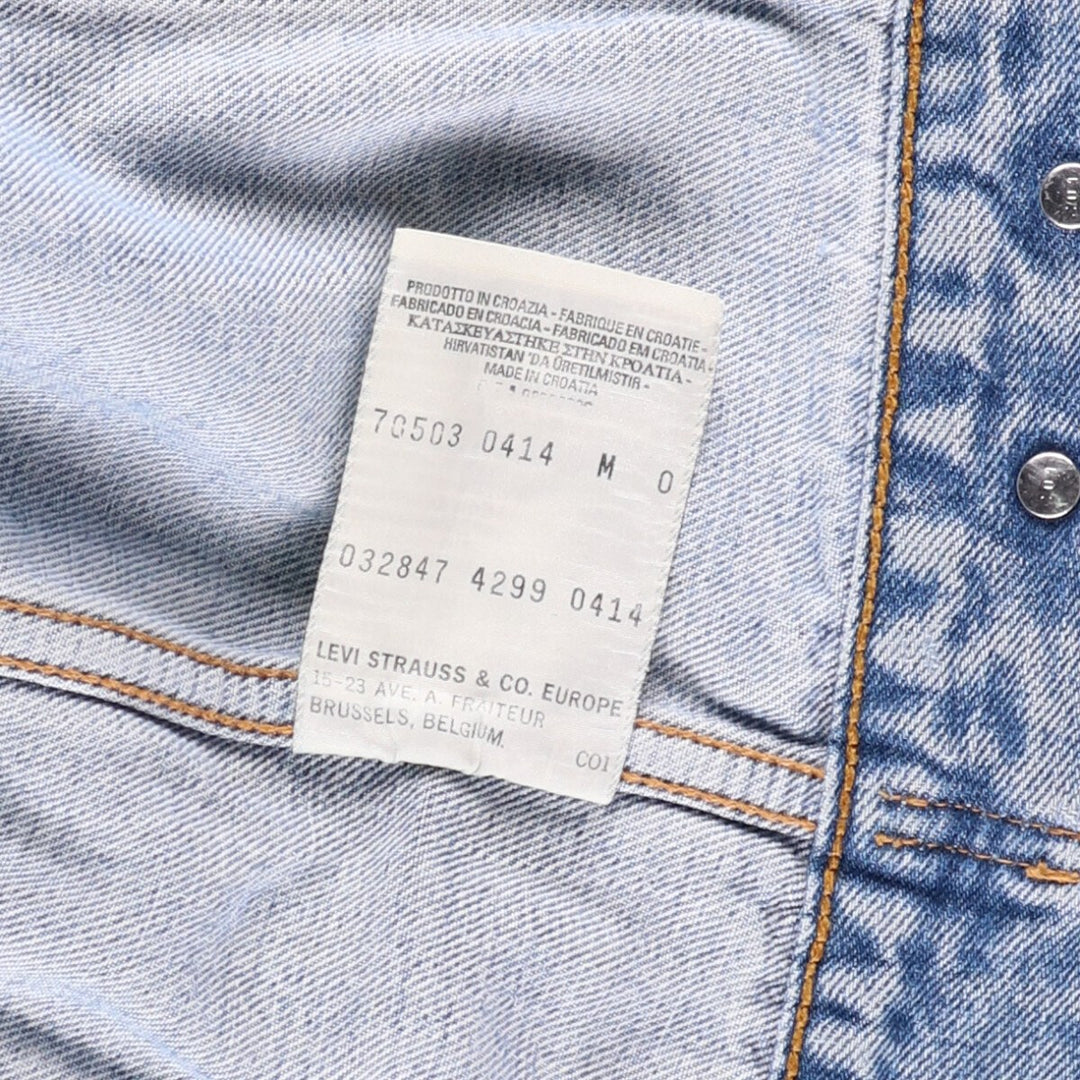 PRODOTTO IN CROAZIA - FABRIQUE EN CROATIE -
FABRICADO EN CROACIA - FABRICADO EM CROATIA -
ΚΑΤΑΣΚΕΥΑΣΤΗΚΕ ΣΤΗΝ ΚΡΟΑΤΙΑ -
HIRVATISTAN 'DA ÜRETILMISTIR -
MADE IN CROATIA
70503 0414 M 0
032847 4299 0414
LEVI STRAUSS & CO. EUROPE
15-23 AVE. A. FRAITEUR
BRUSSELS, BELGIUM.
C01